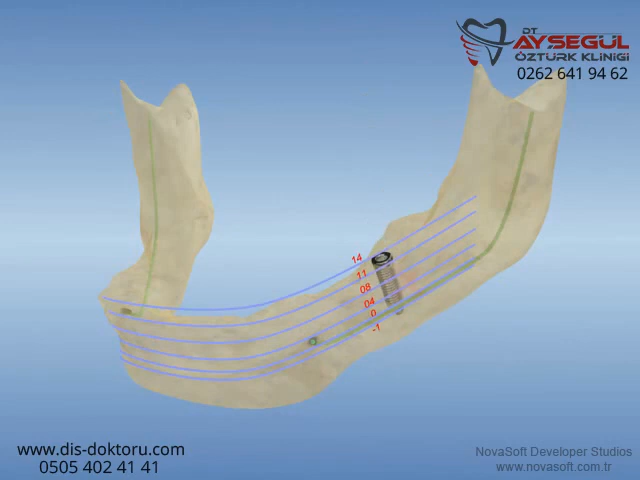 DT.
AYŞEGÜL
ÖZTÜRK KLİNİĞİ
0262 641 94 62
14
11
08
04
0
-1
www.dis-doktoru.com
0505 402 41 41
NovaSoft Developer Studios
www.novasoft.com.tr